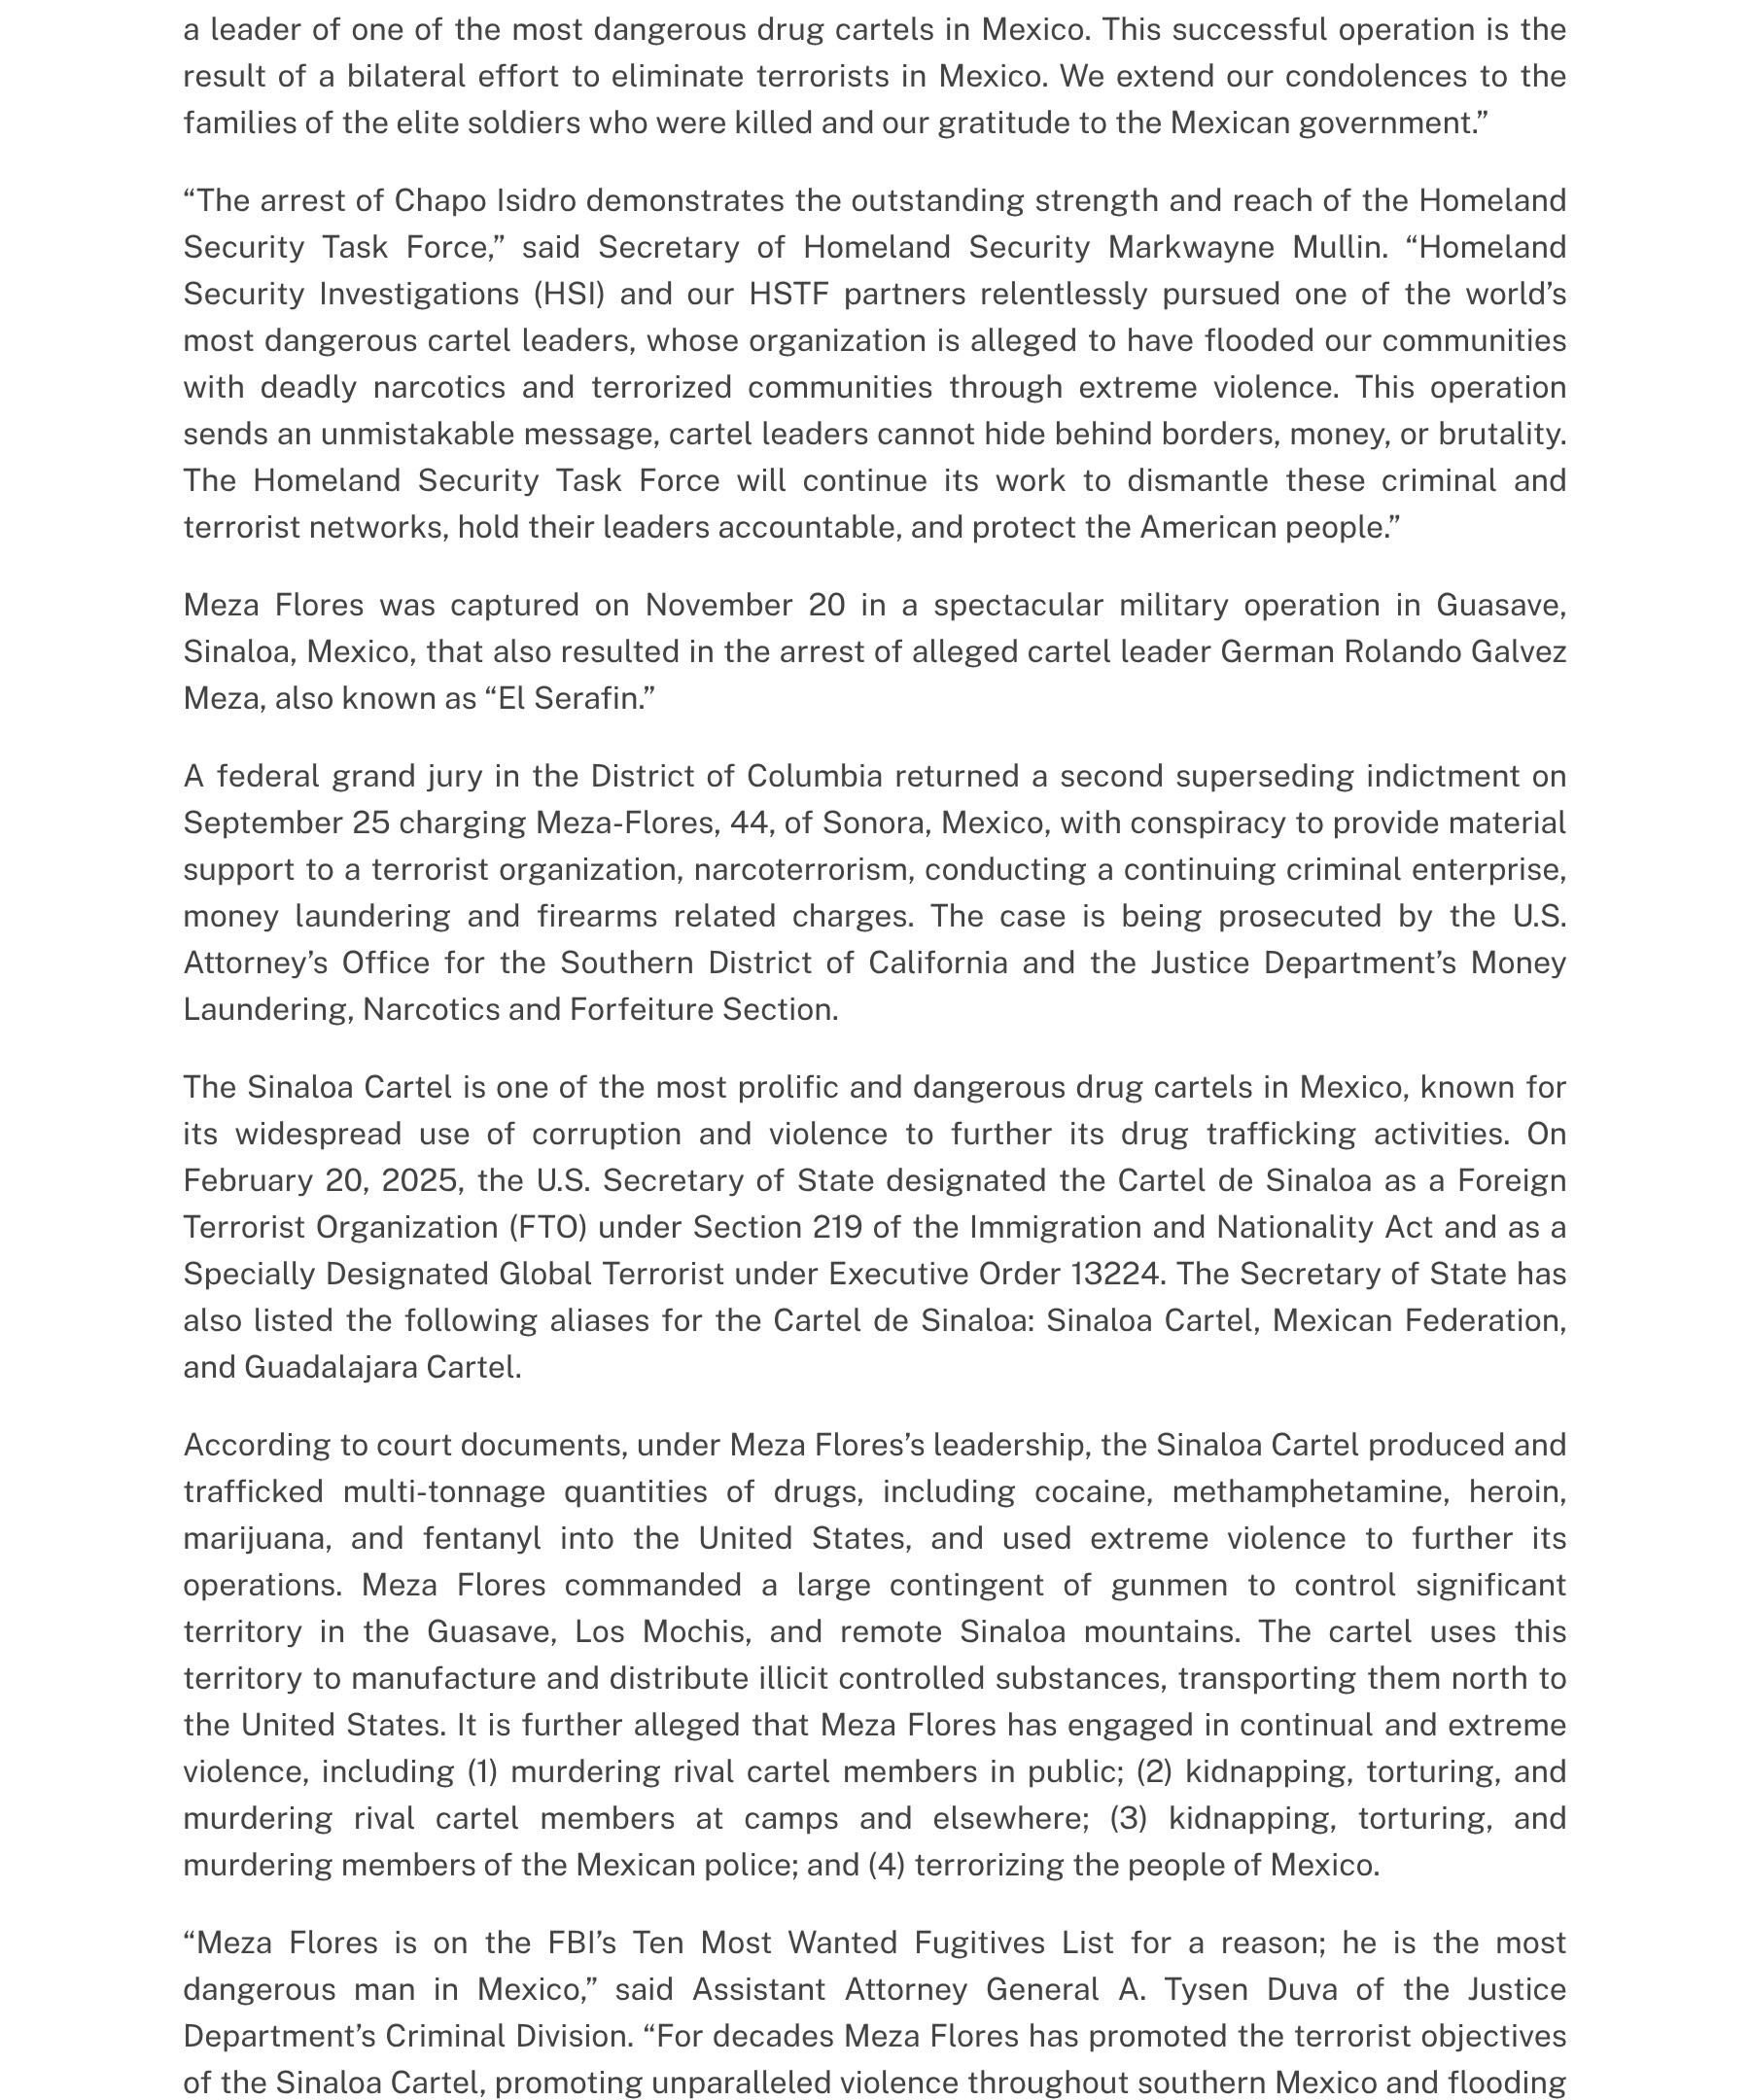 a leader of one of the most dangerous drug cartels in Mexico. This successful operation is the
result of a bilateral effort to eliminate terrorists in Mexico. We extend our condolences to the
families of the elite soldiers who were killed and our gratitude to the Mexican government.”
“The arrest of Chapo Isidro demonstrates the outstanding strength and reach of the Homeland
Security Task Force,” said Secretary of Homeland Security Markwayne Mullin. “Homeland
Security Investigations (HSI) and our HSTF partners relentlessly pursued one of the world’s
most dangerous cartel leaders, whose organization is alleged to have flooded our communities
with deadly narcotics and terrorized communities through extreme violence. This operation
sends an unmistakable message, cartel leaders cannot hide behind borders, money, or brutality.
The Homeland Security Task Force will continue its work to dismantle these criminal and
terrorist networks, hold their leaders accountable, and protect the American people.”
Meza Flores was captured on November 20 in a spectacular military operation in Guasave,
Sinaloa, Mexico, that also resulted in the arrest of alleged cartel leader German Rolando Galvez
Meza, also known as “El Serafin.”
A federal grand jury in the District of Columbia returned a second superseding indictment on
September 25 charging Meza-Flores, 44, of Sonora, Mexico, with conspiracy to provide material
support to a terrorist organization, narcoterrorism, conducting a continuing criminal enterprise,
money laundering and firearms related charges. The case is being prosecuted by the U.S.
Attorney’s Office for the Southern District of California and the Justice Department’s Money
Laundering, Narcotics and Forfeiture Section.
The Sinaloa Cartel is one of the most prolific and dangerous drug cartels in Mexico, known for
its widespread use of corruption and violence to further its drug trafficking activities. On
February 20, 2025, the U.S. Secretary of State designated the Cartel de Sinaloa as a Foreign
Terrorist Organization (FTO) under Section 219 of the Immigration and Nationality Act and as a
Specially Designated Global Terrorist under Executive Order 13224. The Secretary of State has
also listed the following aliases for the Cartel de Sinaloa: Sinaloa Cartel, Mexican Federation,
and Guadalajara Cartel.
According to court documents, under Meza Flores’s leadership, the Sinaloa Cartel produced and
trafficked multi-tonnage quantities of drugs, including cocaine, methamphetamine, heroin,
marijuana, and fentanyl into the United States, and used extreme violence to further its
operations. Meza Flores commanded a large contingent of gunmen to control significant
territory in the Guasave, Los Mochis, and remote Sinaloa mountains. The cartel uses this
territory to manufacture and distribute illicit controlled substances, transporting them north to
the United States. It is further alleged that Meza Flores has engaged in continual and extreme
violence, including (1) murdering rival cartel members in public; (2) kidnapping, torturing, and
murdering rival cartel members at camps and elsewhere; (3) kidnapping, torturing, and
murdering members of the Mexican police; and (4) terrorizing the people of Mexico.
“Meza Flores is on the FBI’s Ten Most Wanted Fugitives List for a reason; he is the most
dangerous man in Mexico,” said Assistant Attorney General A. Tysen Duva of the Justice
Department’s Criminal Division. “For decades Meza Flores has promoted the terrorist objectives
of the Sinaloa Cartel, promoting unparalleled violence throughout southern Mexico and flooding